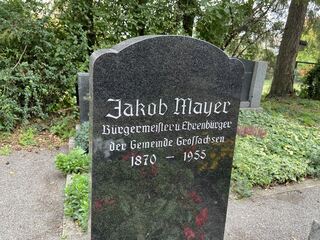 Jakob Mayer
Bürgermeister u. Ehrenbürger
der Gemeinde Großsachsen
1870 – 1955